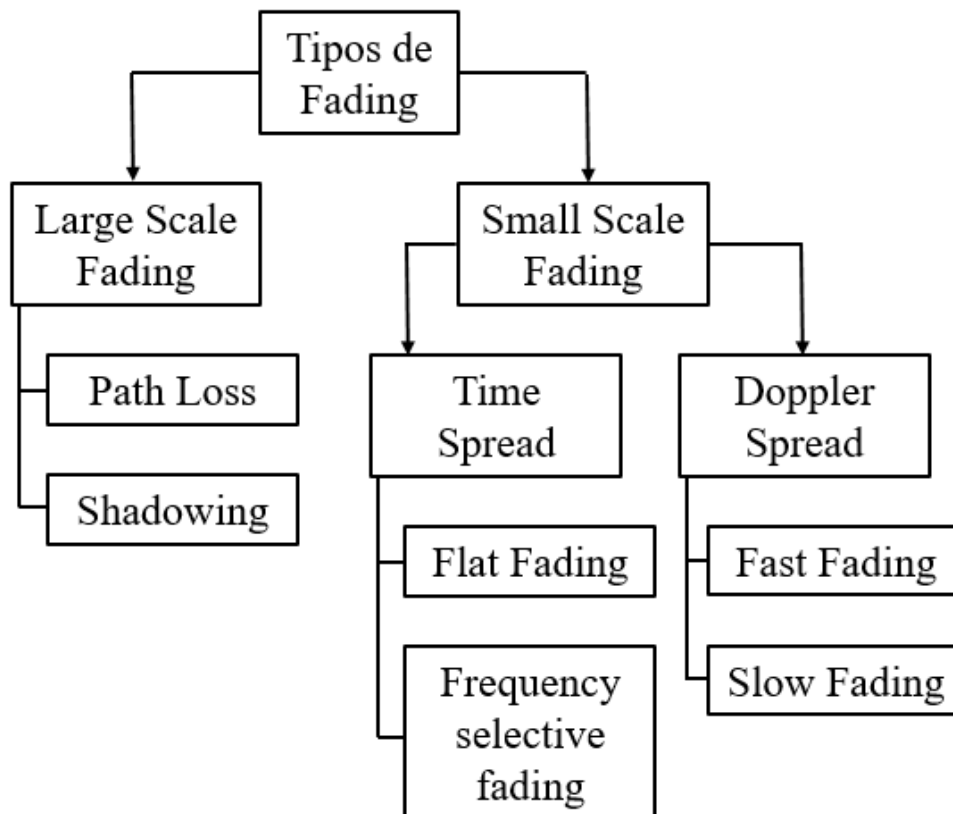 Tipos de
Fading
Large Scale
Fading
Small Scale
Fading
Path Loss
Shadowing
Time
Spread
Doppler
Spread
Flat Fading
Frequency
selective
fading
Fast Fading
Slow Fading